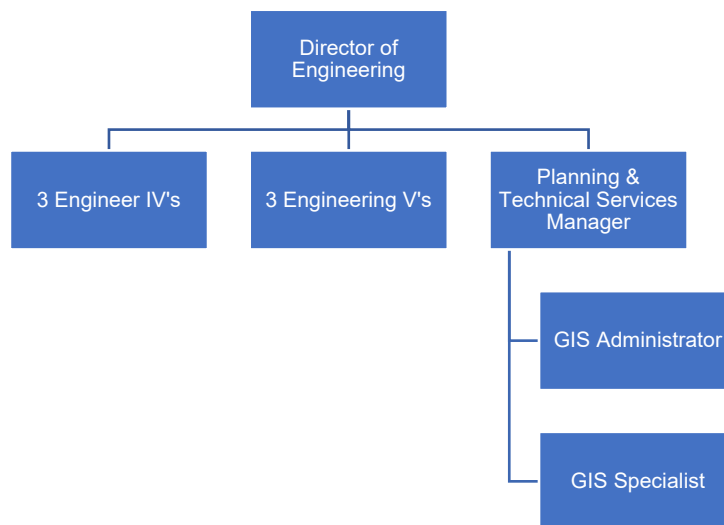 Director of
Engineering
3 Engineer IV's
3 Engineering V's
Planning &
Technical Services
Manager
GIS Administrator
GIS Specialist